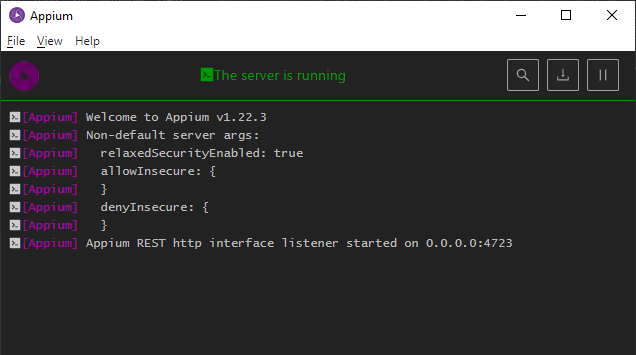 Appium
File View Help
The server is running
[Appium] Welcome to Appium v1.22.3
[Appium] Non-default server args:
[Appium]   relaxedSecurityEnabled: true
[Appium]   allowInsecure: {
[Appium]   }
[Appium]   denyInsecure: {
[Appium]   }
[Appium] Appium REST http interface listener started on 0.0.0.0:4723